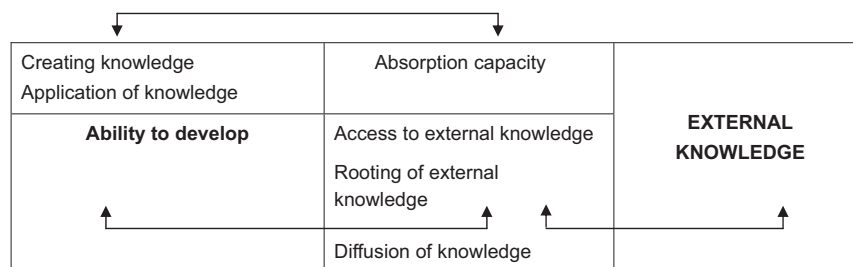 Creating knowledge
Application of knowledge
Absorption capacity
Ability to develop
Access to external knowledge
Rooting of external
knowledge
Diffusion of knowledge
EXTERNAL
KNOWLEDGE